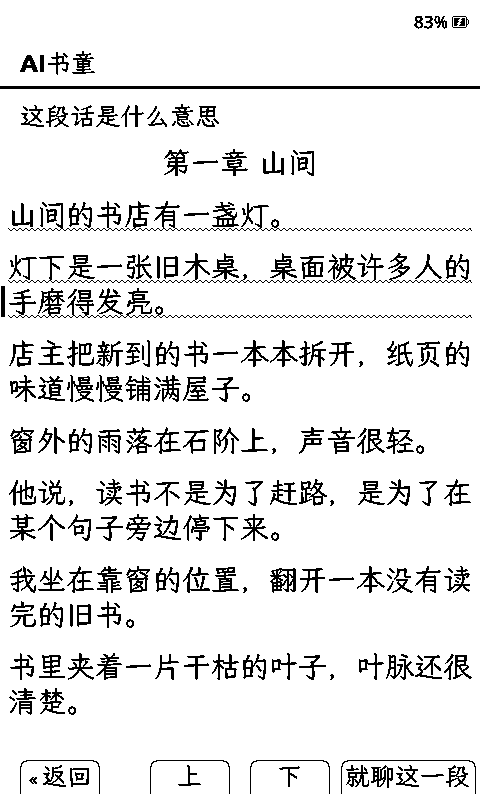 83%
AI书童
这段话是什么意思
第一章 山间
山间的书店有一盏灯。
灯下是一张旧木桌，桌面被许多人的
手磨得发亮。
店主把新到的书一本本拆开，纸页的
味道慢慢铺满屋子。
窗外的雨落在石阶上，声音很轻。
他说，读书不是为了赶路，是为了在
某个句子旁边停下来。
我坐在靠窗的位置，翻开一本没有读
完的旧书。
书里夹着一片干枯的叶子，叶脉还很
清楚。
« 返回 上 下 就聊这一段